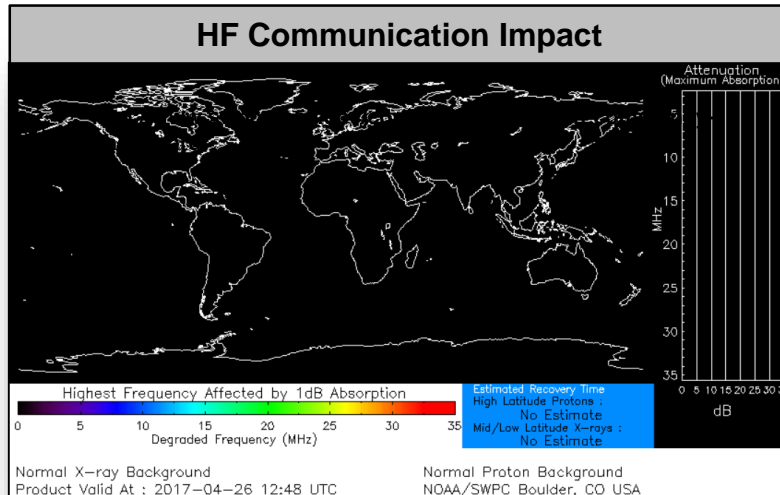 HF Communication Impact
Attenuation
(Maximum Absorption
5
10
15
20
25
30
35
MHz
0 5 10 15 20 25 30 3
dB
Highest Frequency Affected by 1dB Absorption
0 5 10 15 20 25 30 35
Degraded Frequency (MHz)
Estimated Recovery Time
High Latitude Protons :
No Estimate
Mid/Low Latitude X-rays :
No Estimate
Normal X-ray Background
Product Valid At : 2017-04-26 12:48 UTC
Normal Proton Background
NOAA/SWPC Boulder, CO USA